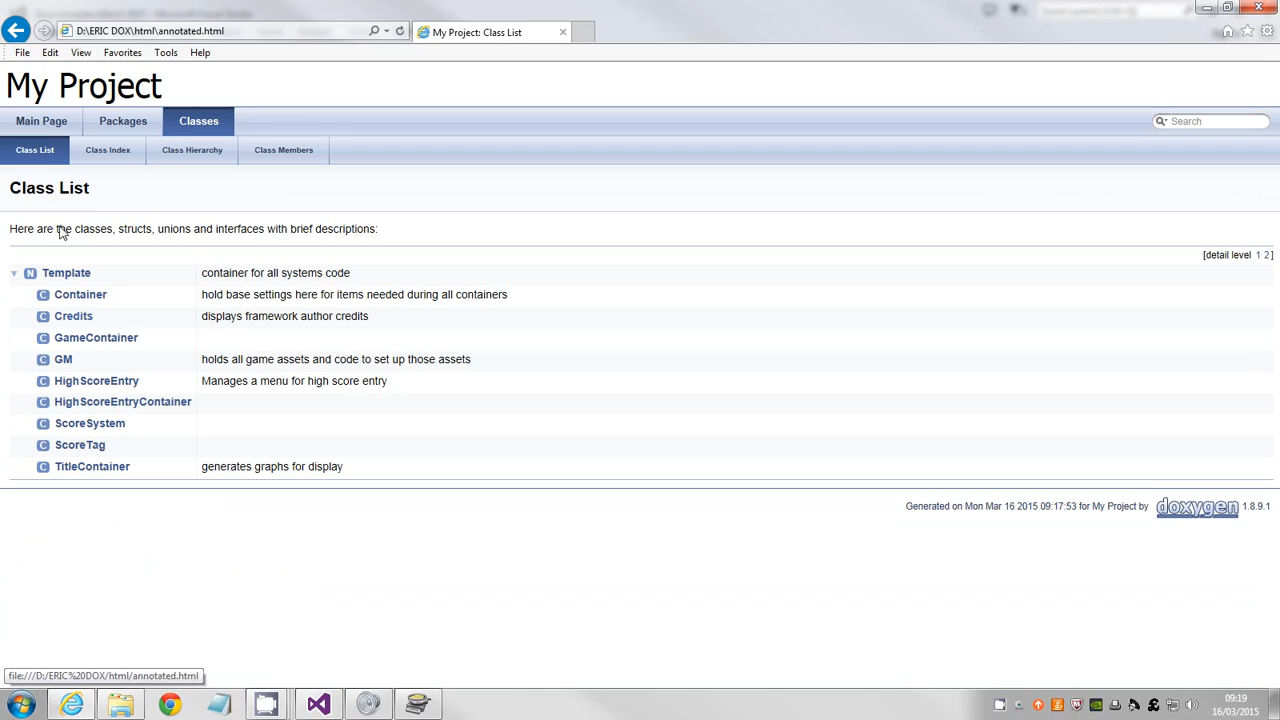 D:\ERIC DOX\html\annotated.html
My Project: Class List
File Edit View Favorites Tools Help
My Project
Main Page Packages Classes
Search
Class List Class Index Class Hierarchy Class Members
Class List
Here are the classes, structs, unions and interfaces with brief descriptions:
[detail level 1 2]
N Template container for all systems code
C Container hold base settings here for items needed during all containers
C Credits displays framework author credits
C GameContainer
C GM holds all game assets and code to set up those assets
C HighScoreEntry Manages a menu for high score entry
C HighScoreEntryContainer
C ScoreSystem
C ScoreTag
C TitleContainer generates graphs for display
Generated on Mon Mar 16 2015 09:17:53 for My Project by doxygen 1.8.9.1
file:///D:/ERIC%20DOX/html/annotated.html
09:19
16/03/2015